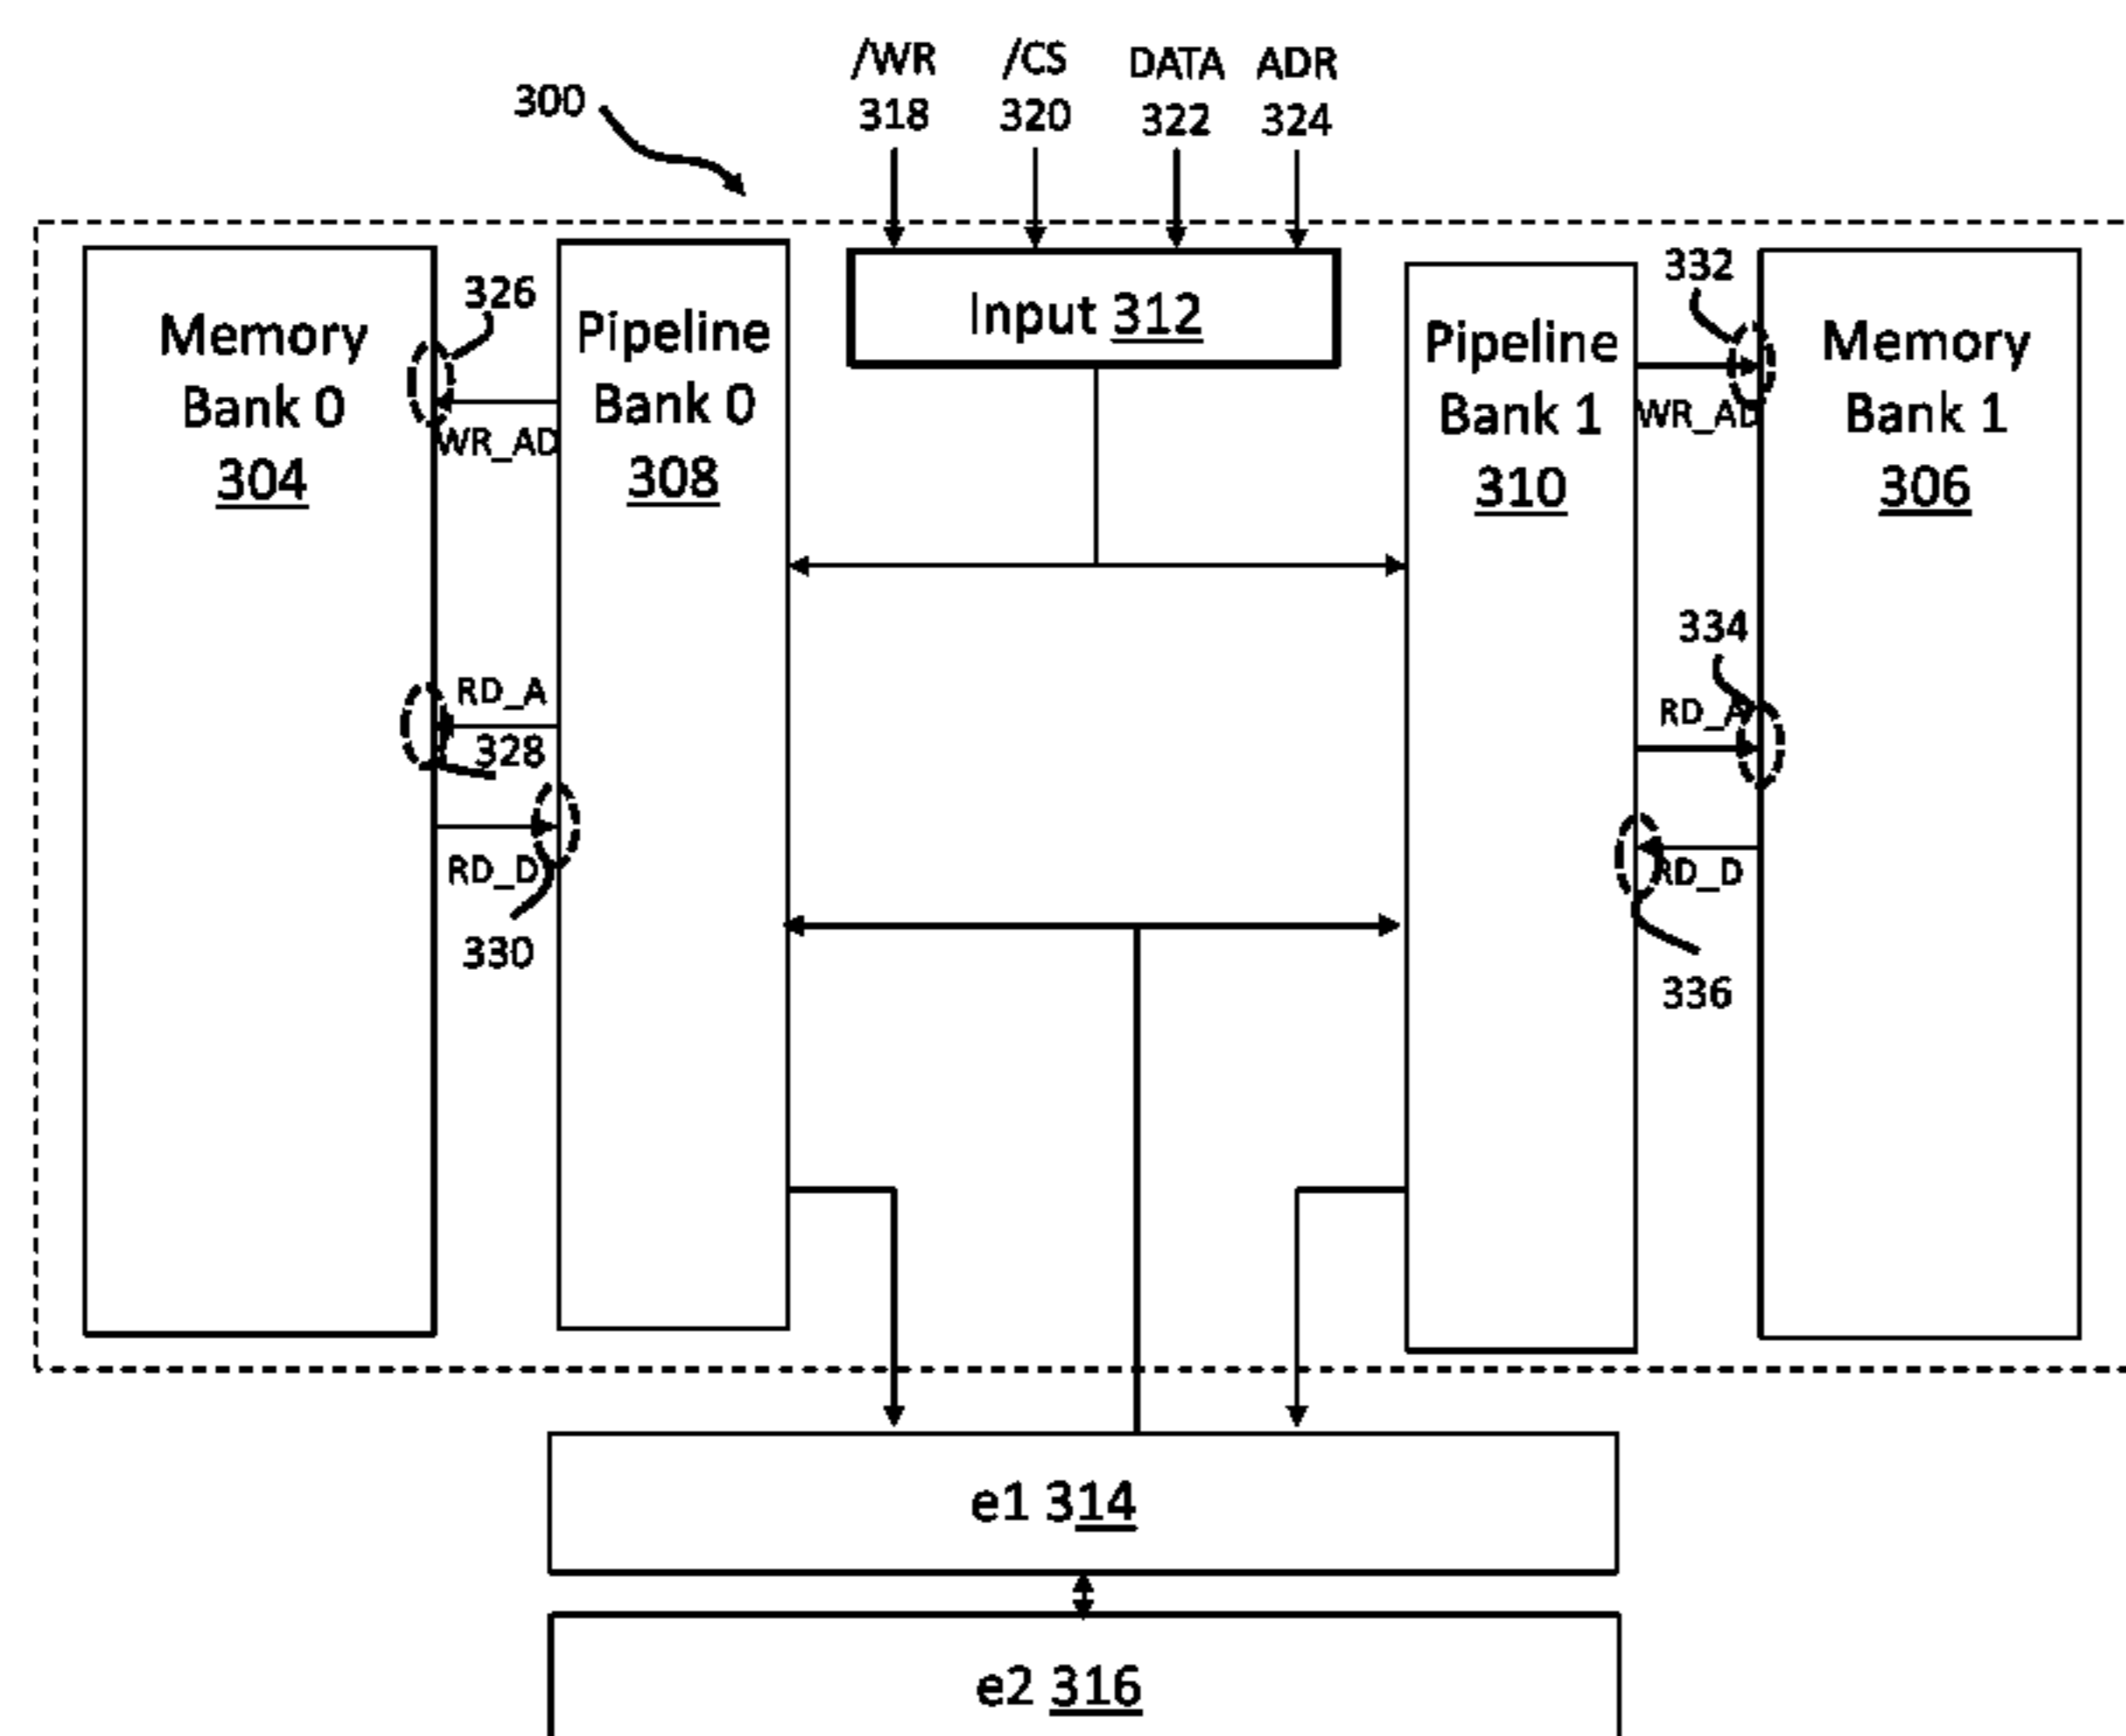 /WR /CS DATA ADR
318 320 322 324
300
Memory
Bank 0
304
326
WR_AD
Pipeline
Bank 0
308
Input 312
Pipeline
Bank 1
310
332
WR_AD
Memory
Bank 1
306
RD_A
328
RD_D
330
334
RD_A
RD_D
336
e1 314
e2 316